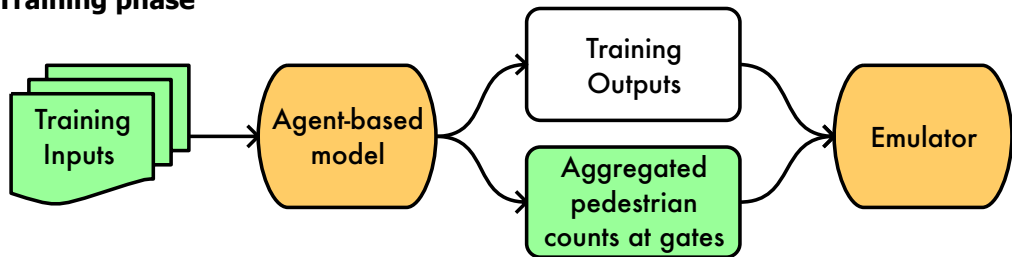 Training phase
Training
Inputs
Agent-based
model
Training
Outputs
Aggregated
pedestrian
counts at gates
Emulator